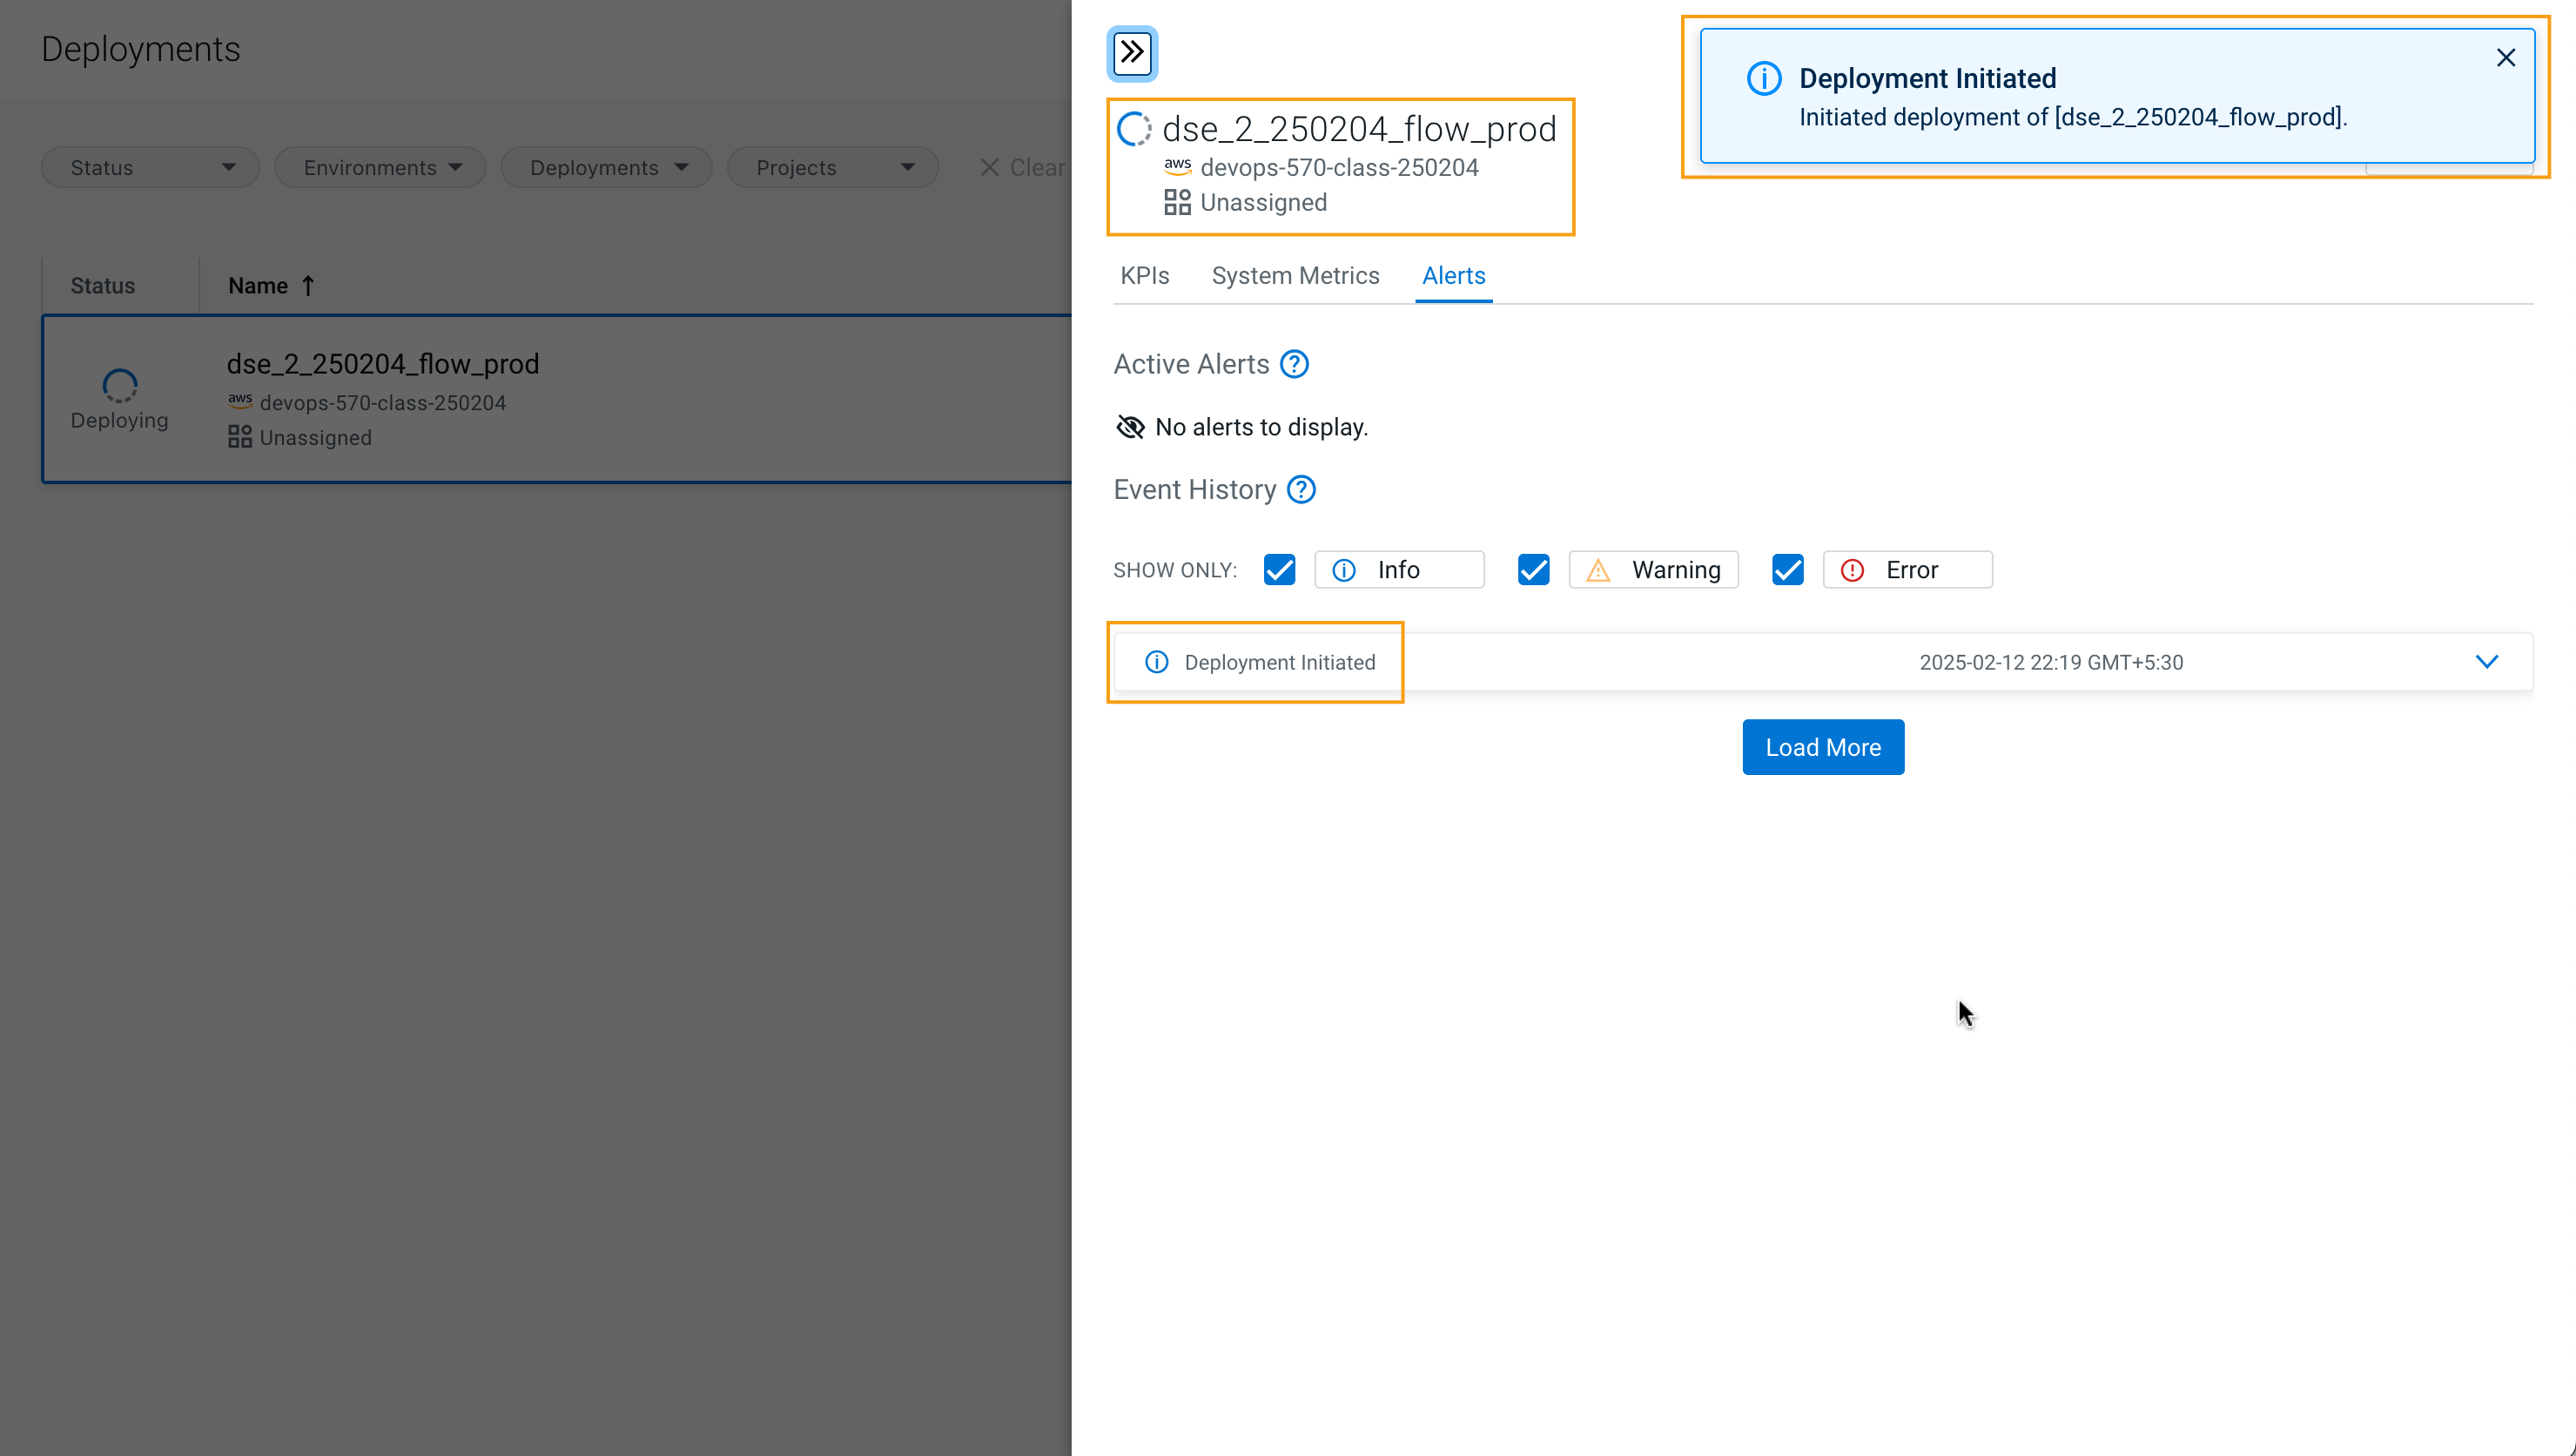 Deployments
Status
Environments
Deployments
Projects
Clear
Status
Name
Deploying
dse_2_250204_flow_prod
aws devops-570-class-250204
Unassigned
Deployment Initiated
Initiated deployment of [dse_2_250204_flow_prod].
dse_2_250204_flow_prod
aws devops-570-class-250204
Unassigned
KPIs
System Metrics
Alerts
Active Alerts
No alerts to display.
Event History
SHOW ONLY:
Info
Warning
Error
Deployment Initiated
2025-02-12 22:19 GMT+5:30
Load More